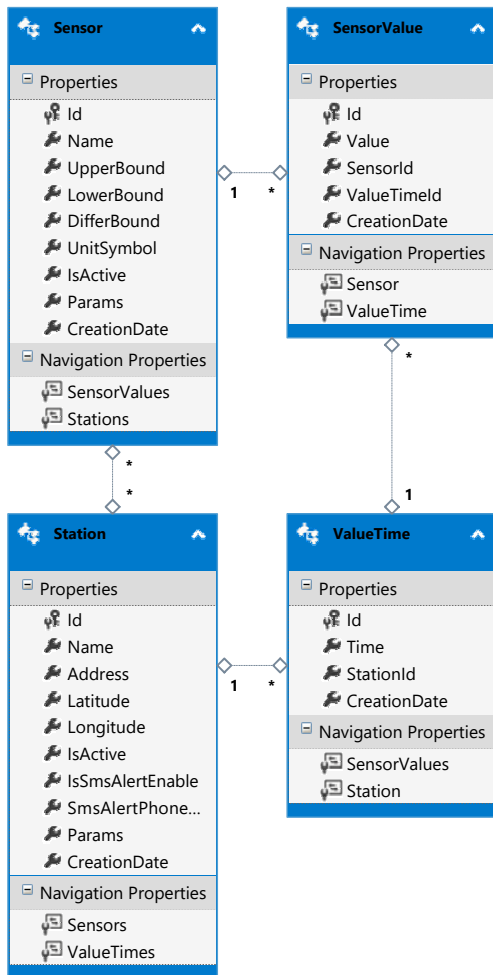 Sensor
Properties
Id
Name
UpperBound
LowerBound
DifferBound
UnitSymbol
IsActive
Params
CreationDate
Navigation Properties
SensorValues
Stations
1
*
SensorValue
Properties
Id
Value
SensorId
ValueTimeId
CreationDate
Navigation Properties
Sensor
ValueTime
*
1
*
*
Station
Properties
Id
Name
Address
Latitude
Longitude
IsActive
IsSmsAlertEnable
SmsAlertPhone...
Params
CreationDate
Navigation Properties
Sensors
ValueTimes
1
*
ValueTime
Properties
Id
Time
StationId
CreationDate
Navigation Properties
SensorValues
Station